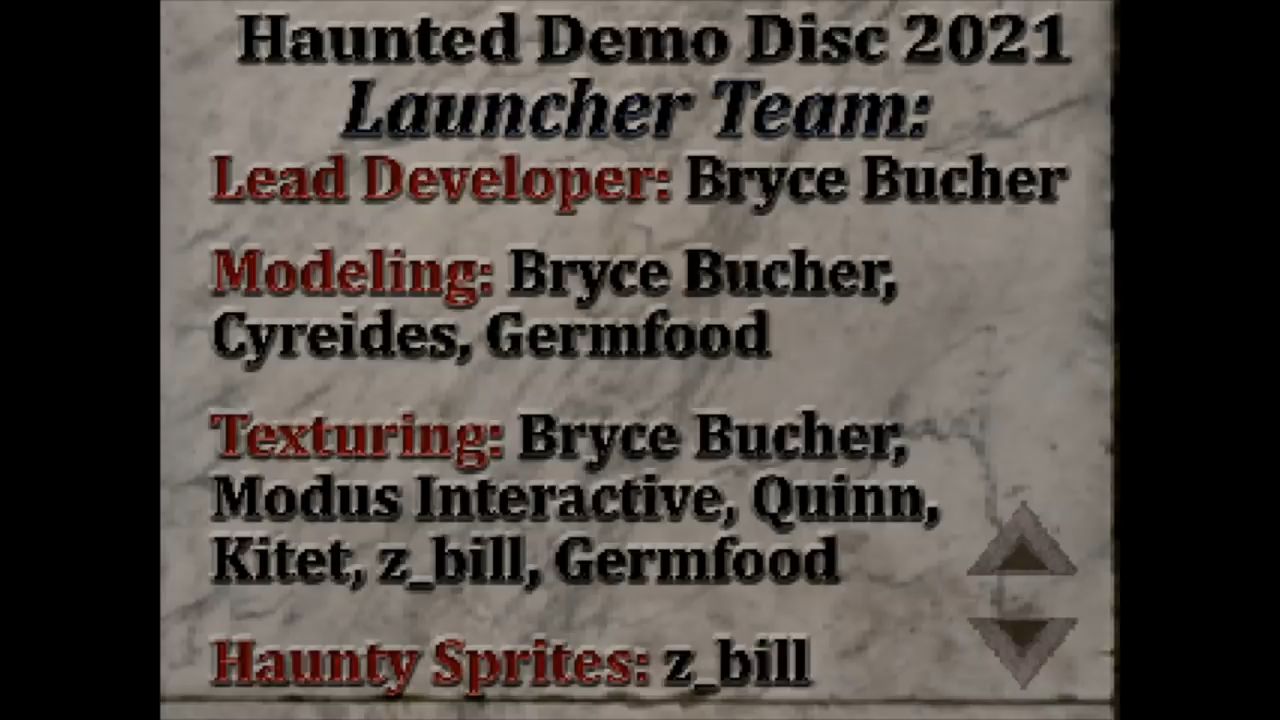 Haunted Demo Disc 2021
Launcher Team:
Lead Developer: Bryce Bucher
Modeling: Bryce Bucher,
Cyreides, Germfood
Texturing: Bryce Bucher,
Modus Interactive, Quinn,
Kitet, z_bill, Germfood
Haunty Sprites: z_bill